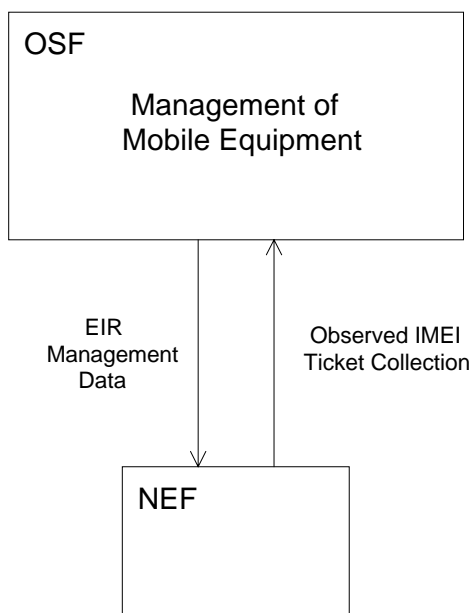 OSF
Management of
Mobile Equipment
EIR
Management
Data
Observed IMEI
Ticket Collection
NEF